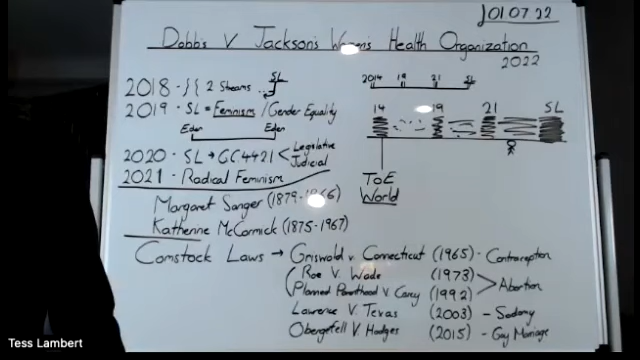 01 07 22
Dobbs V Jackson's Women's Health Organization
2022
2018 · }{ 2 Streams .. SL
2019 · SL = Feminism / Gender Equality
Eden Eden
2020 · SL → GC4421 < Legislative
Judicial
2021 · Radical Feminism
Margaret Sanger (1879-1966)
Katherine McCormick (1875-1967)
2014 19 21 SL
14 19 21 SL
ToE
World
Comstock Laws → Griswold v Connecticut (1965) - Contraception
Roe V. Wade (1973)
Planned Parenthood v Casey (1992) > Abortion
Lawrence V. Texas (2003) - Sodomy
Obergefell V Hodges (2015) - Gay Marriage
Tess Lambert